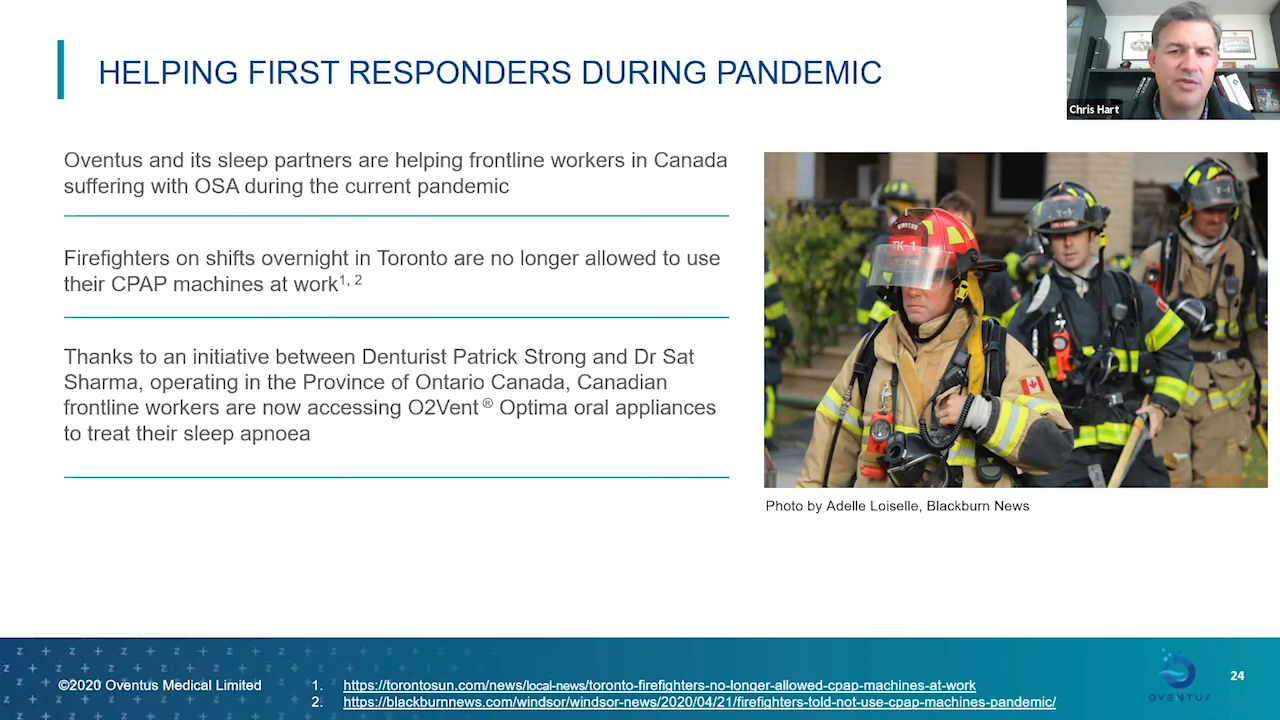 HELPING FIRST RESPONDERS DURING PANDEMIC
Chris Hart
Oventus and its sleep partners are helping frontline workers in Canada
suffering with OSA during the current pandemic
Firefighters on shifts overnight in Toronto are no longer allowed to use
their CPAP machines at work1, 2
Thanks to an initiative between Denturist Patrick Strong and Dr Sat
Sharma, operating in the Province of Ontario Canada, Canadian
frontline workers are now accessing O2Vent® Optima oral appliances
to treat their sleep apnoea
WINDSOR
TK-1
T-1
T-1
Photo by Adelle Loiselle, Blackburn News
©2020 Oventus Medical Limited
1. https://torontosun.com/news/local-news/toronto-firefighters-no-longer-allowed-cpap-machines-at-work
2. https://blackburnnews.com/windsor/windsor-news/2020/04/21/firefighters-told-not-use-cpap-machines-pandemic/
OVENTUS
24